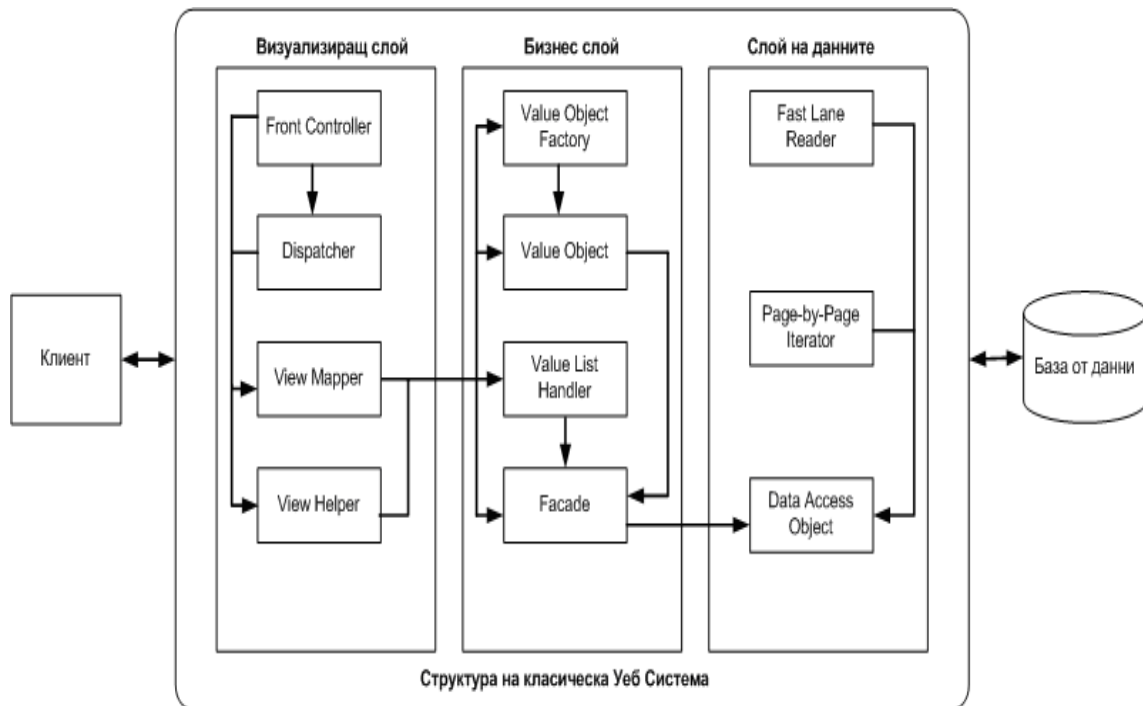 Визуализиращ слой
Бизнес слой
Слой на данните
Front Controller
Dispatcher
View Mapper
View Helper
Value Object
Factory
Value Object
Value List
Handler
Facade
Fast Lane
Reader
Page-by-Page
Iterator
Data Access
Object
Клиент
База от данни
Структура на класическа Уеб Система